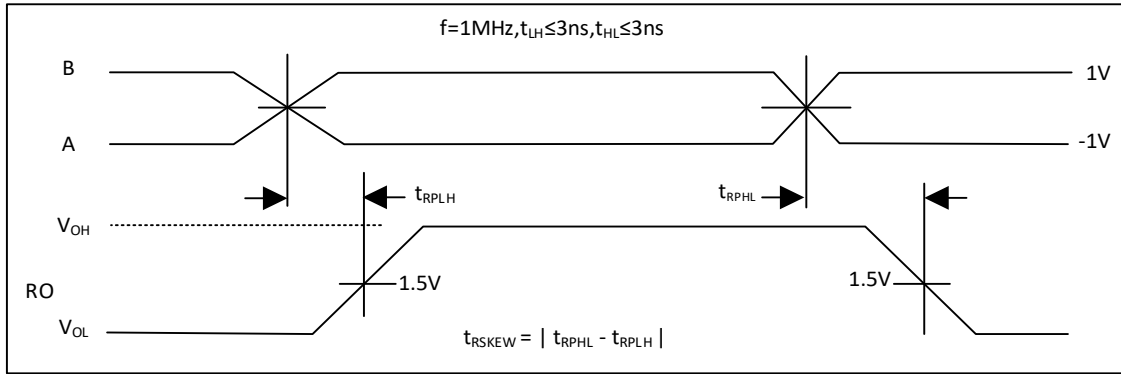 f=1MHz,tLH≤3ns,tHL≤3ns
B
1V
A
-1V
tRPLH
tRPHL
VOH
1.5V
1.5V
RO
VOL
tRSKEW = | tRPHL - tRPLH |